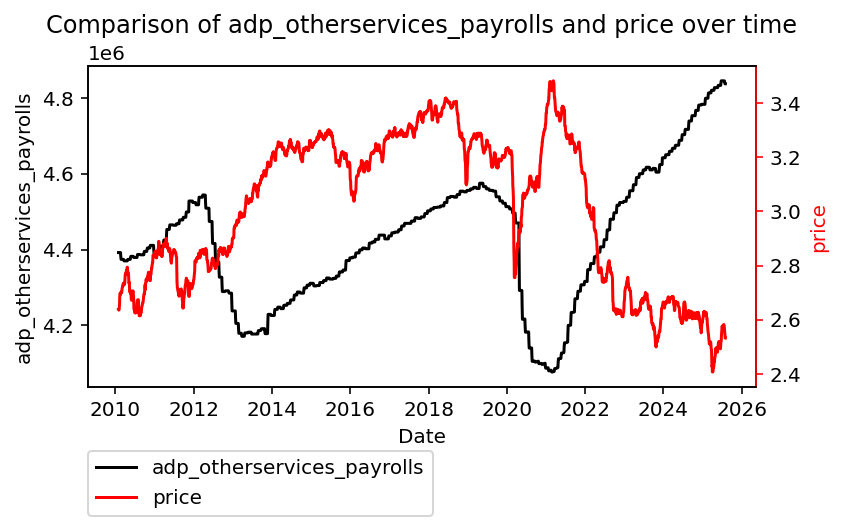 Comparison of adp_otherservices_payrolls and price over time
1e6
4.8
4.6
4.4
4.2
adp_otherservices_payrolls
3.4
3.2
3.0
2.8
2.6
2.4
price
2010 2012 2014 2016 2018 2020 2022 2024 2026
Date
adp_otherservices_payrolls
price